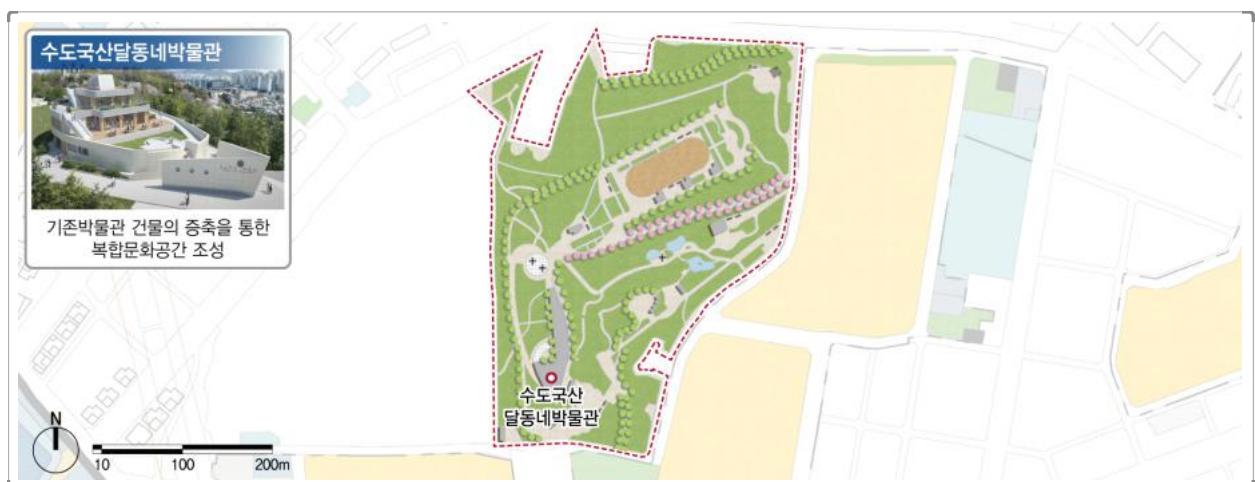 수도국산달동네박물관
기존박물관 건물의 증축을 통한
복합문화공간 조성
수도국산
달동네박물관
N
10 100 200m